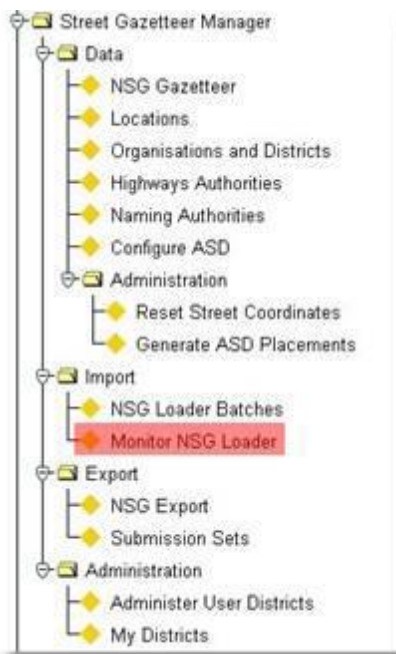 Street Gazetteer Manager
Data
NSG Gazetteer
Locations
Organisations and Districts
Highways Authorities
Naming Authorities
Configure ASD
Administration
Reset Street Coordinates
Generate ASD Placements
Import
NSG Loader Batches
Monitor NSG Loader
Export
NSG Export
Submission Sets
Administration
Administer User Districts
My Districts